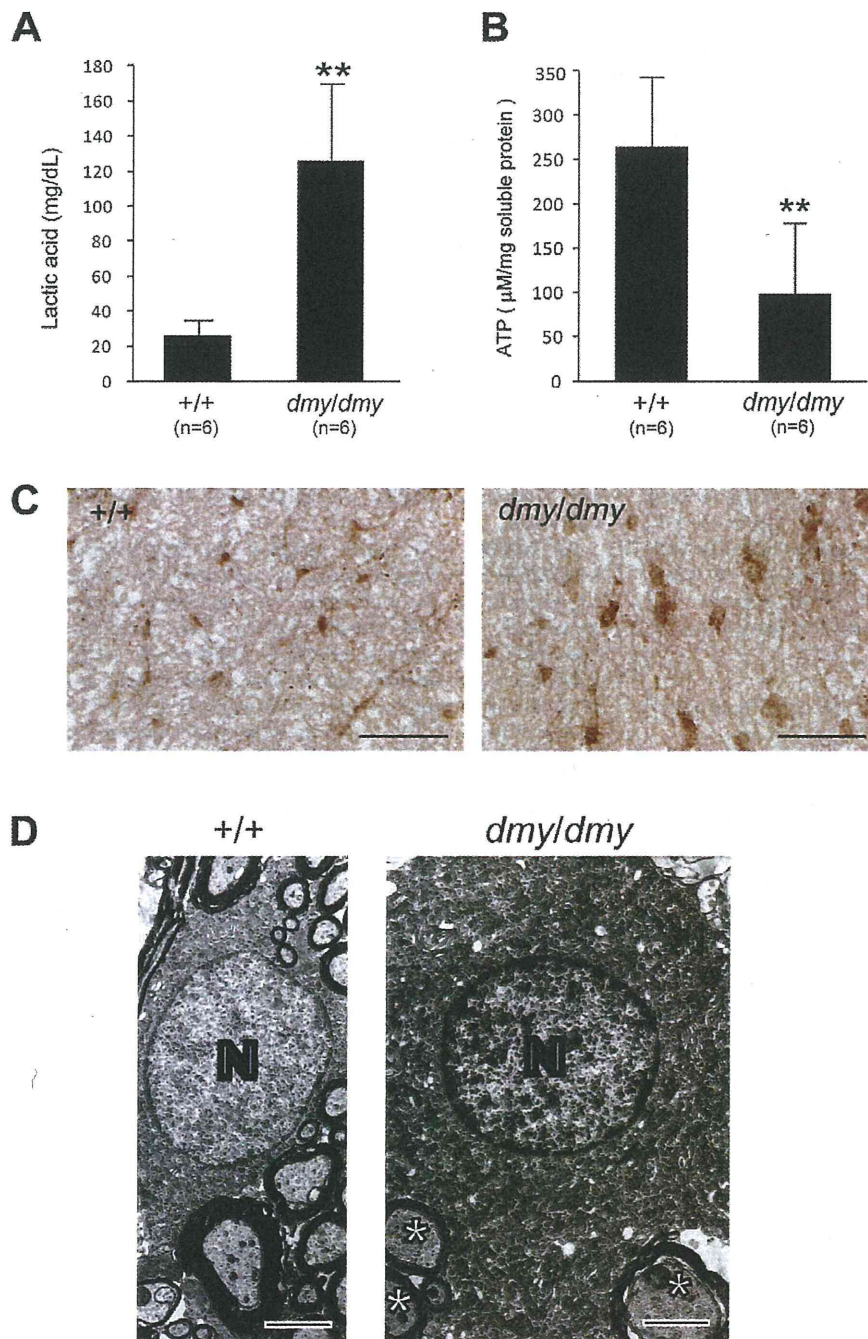 A
180
160
140
120
100
80
60
40
20
0
Lactic acid (mg/dL)
**
+/+
(n=6)
dmy/dmy
(n=6)
B
350
300
250
200
150
100
50
0
ATP ( μM/mg soluble protein )
**
+/+
(n=6)
dmy/dmy
(n=6)
C
+/+
dmy/dmy
D
+/+
dmy/dmy
N
N
*
*
*